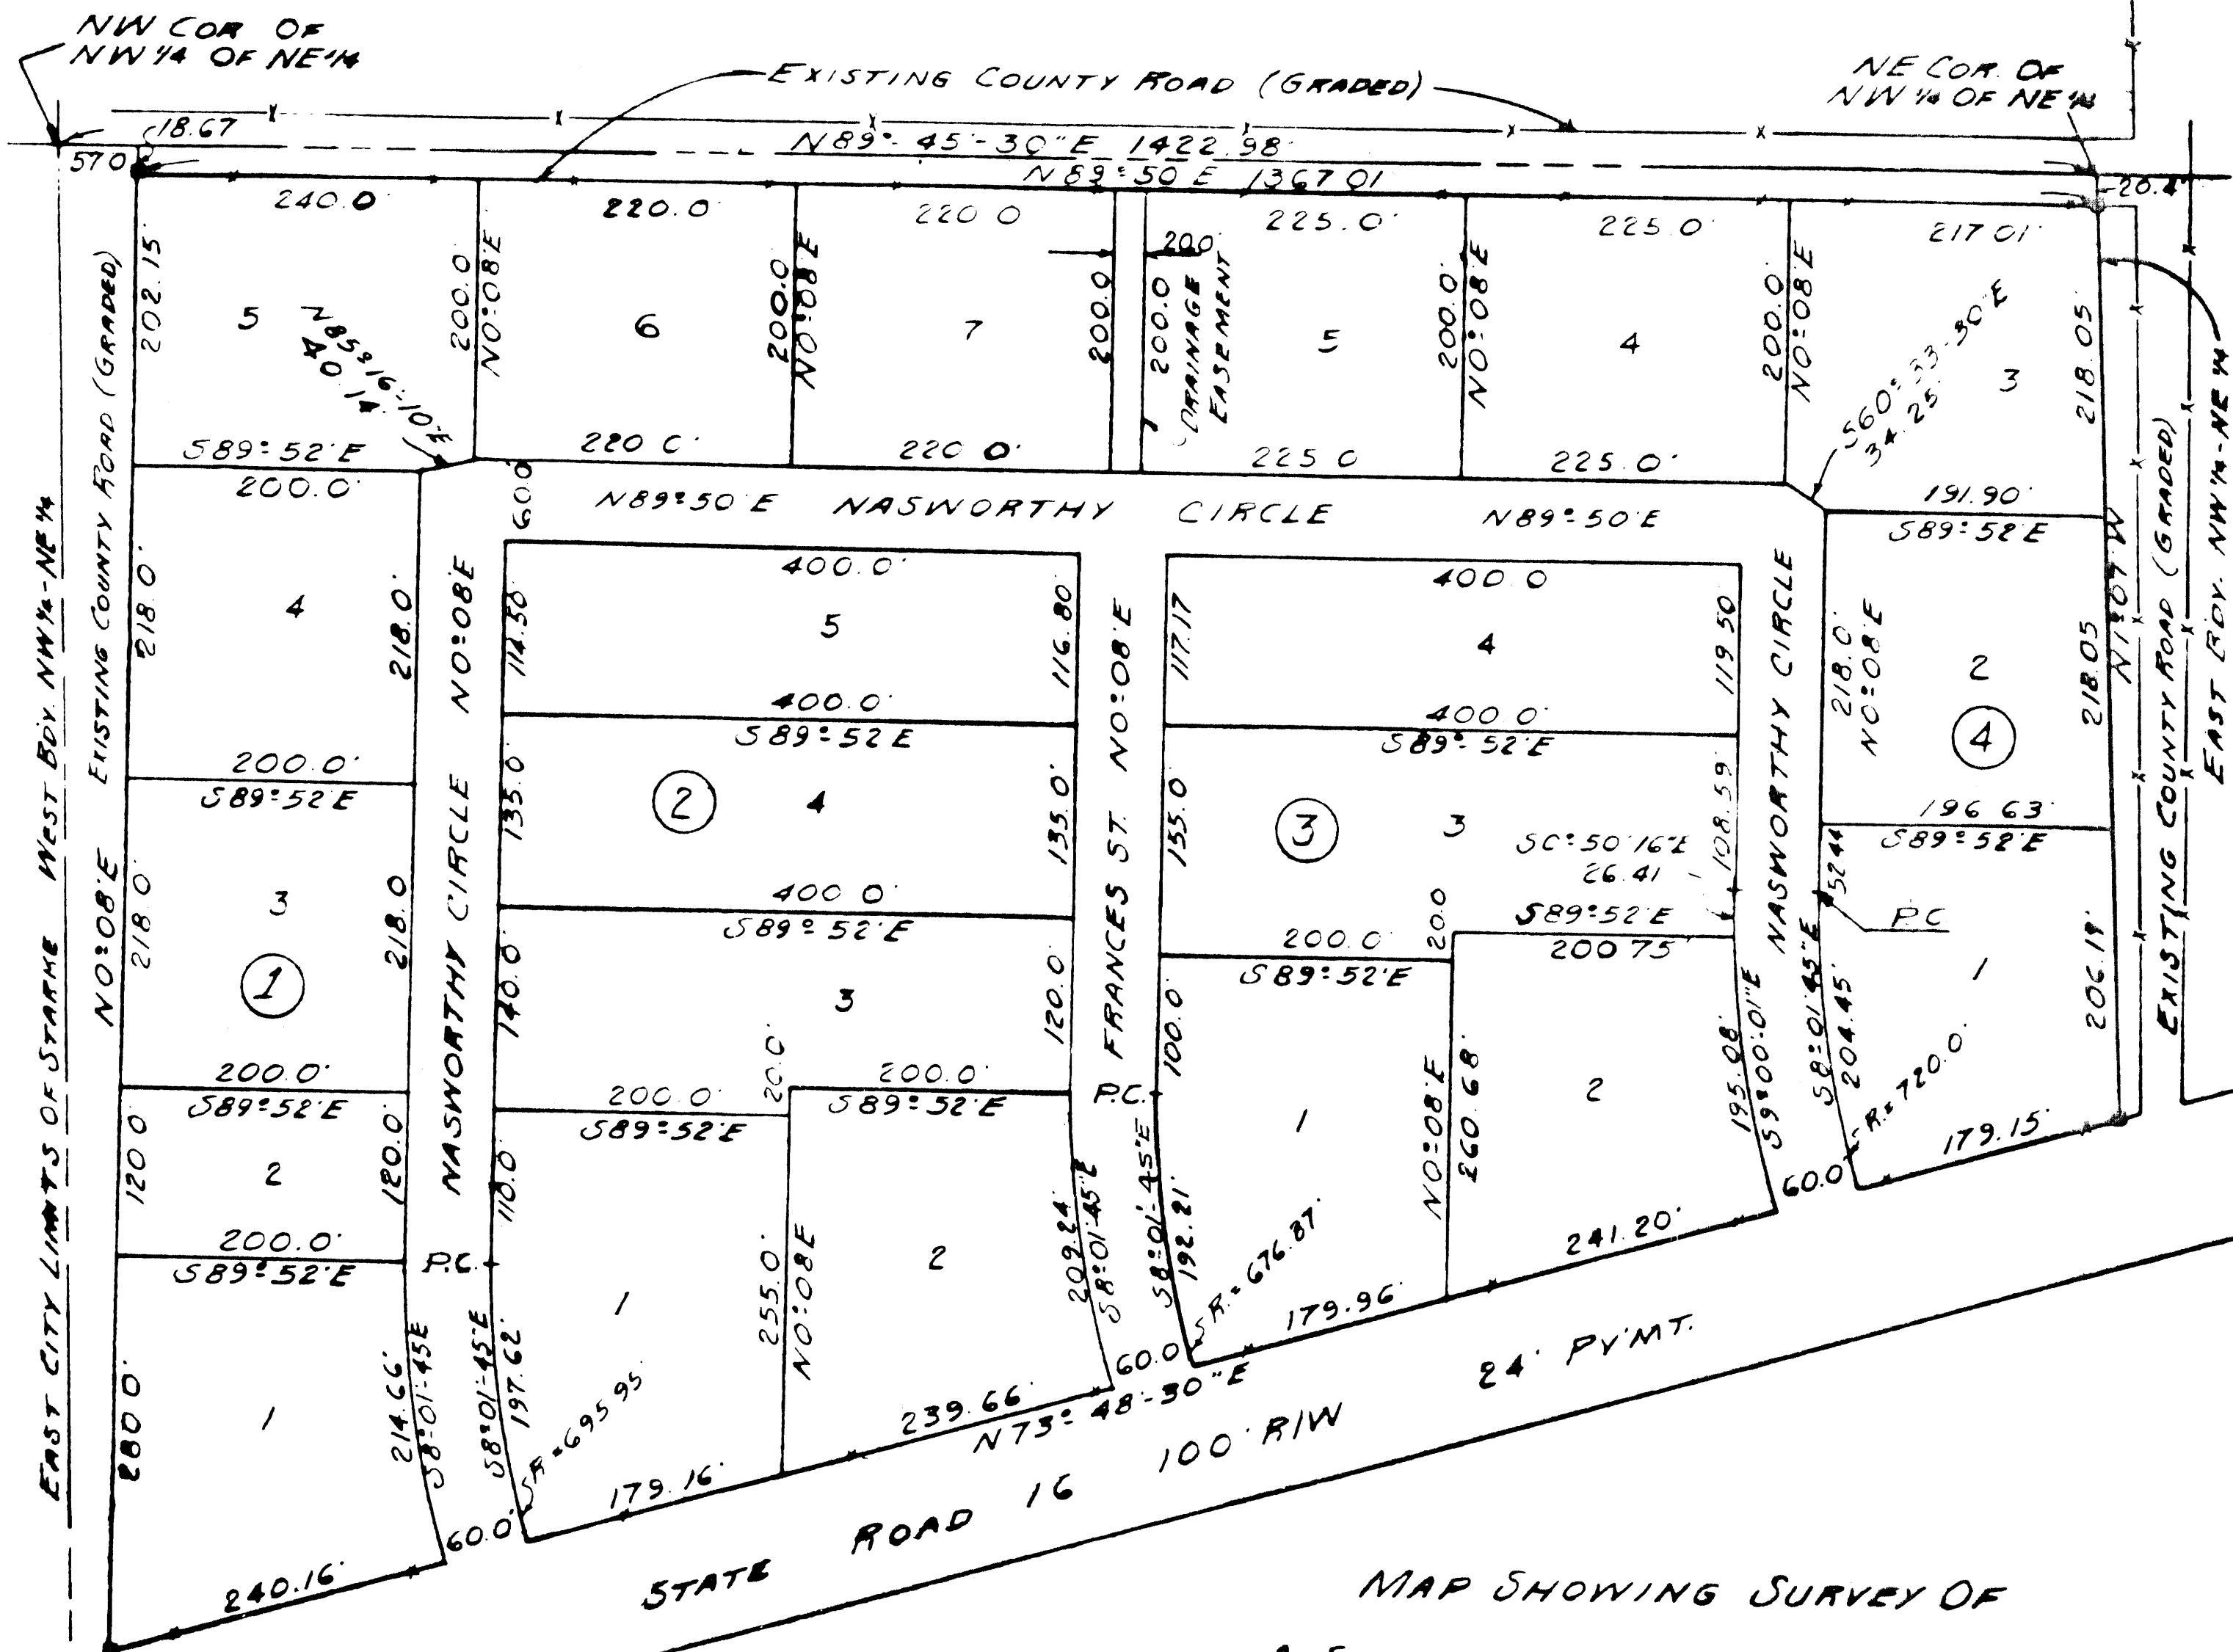 NW COR OF
NW 1/4 OF NE 1/4
EXISTING COUNTY ROAD (GRADED)
NE COR. OF
NW 1/4 OF NE 1/4
18.67
N89°-45'-30"E 1422.98'
570
N89°50'E 1367.01
20.4'
240.0'
220.0'
220.0
225.0'
225.0'
217.01'
202.15'
200.0'
N0°08'E
200.0'
N0°08'E
200.0'
20.0'
200.0'
DRAINAGE
EASEMENT
200.0'
N0°08'E
200.0'
N0°08'E
S60°-33'-30"E
34.25'
218.05'
5
N85°16'-10"E
40.14'
6
7
5
4
3
S89°52'E
220.0'
220.0'
225.0
225.0'
191.90'
200.0'
60.0'
N89°50'E NASWORTHY CIRCLE N89°50'E
S89°52'E
EXISTING COUNTY ROAD (GRADED)
WEST BDY. NW 1/4-NE 1/4
EAST CITY LIMITS OF STARKE
N0°08'E
218.0'
4
218.0'
200.0'
S89°52'E
218.0'
3
218.0
1
200.0'
S89°52'E
120.0
2
120.0'
200.0'
S89°52'E
280.0'
1
214.66'
S8°01'-45"E
240.16'
NASWORTHY CIRCLE N0°08'E
P.C.
60.0'
400.0'
114.50'
5
116.80'
400.0'
S89°52'E
135.0'
2
4
135.0'
400.0'
S89°52'E
140.0'
3
120.0'
200.0'
20.0'
200.0'
S89°52'E
S89°52'E
110.0'
1
S8°01'-45"E
197.62'
R=695.95'
255.0'
N0°08'E
2
209.24'
S8°01'45"E
179.16'
239.66'
60.0'
N73°-48'-30"E
FRANCES ST. N0°08'E
P.C.
400.0
117.17
4
119.50
400.0'
S89°-52'E
155.0'
3
3
108.59'
S0°50'16"E
26.41
S89°52'E
200.0'
20.0
200.75'
S89°52'E
100.0'
1
S8°01'-45"E
192.21'
R=676.87'
N0°08'E
260.68'
2
195.08'
S9°00'01"E
179.96'
241.20'
60.0'
NASWORTHY CIRCLE
218.0'
N0°08'E
2
4
218.05
N1°07'W
196.63'
S89°52'E
52.44
P.C.
S8°01'45"E
204.45'
R=720.0'
1
206.19'
179.15'
EXISTING COUNTY ROAD (GRADED)
EAST BDY. NW 1/4-NE 1/4
STATE ROAD 16 100' R/W
24' PV'MT.
MAP SHOWING SURVEY OF